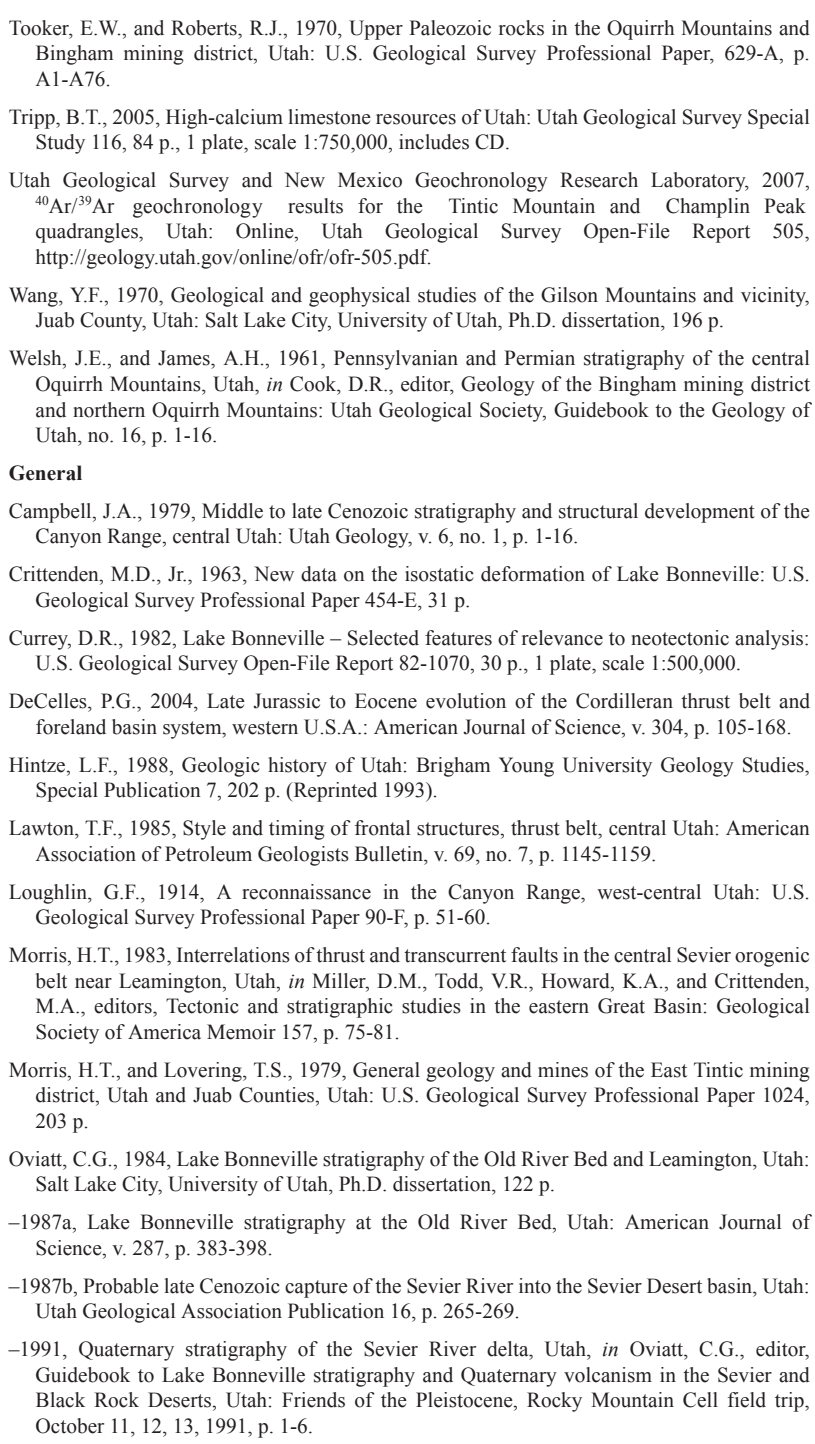 Tooker, E.W., and Roberts, R.J., 1970, Upper Paleozoic rocks in the Oquirrh Mountains and
Bingham mining district, Utah: U.S. Geological Survey Professional Paper, 629-A, p.
A1-A76.
Tripp, B.T., 2005, High-calcium limestone resources of Utah: Utah Geological Survey Special
Study 116, 84 p., 1 plate, scale 1:750,000, includes CD.
Utah Geological Survey and New Mexico Geochronology Research Laboratory, 2007,
⁴⁰Ar/³⁹Ar geochronology results for the Tintic Mountain and Champlin Peak
quadrangles, Utah: Online, Utah Geological Survey Open-File Report 505,
http://geology.utah.gov/online/ofr/ofr-505.pdf.
Wang, Y.F., 1970, Geological and geophysical studies of the Gilson Mountains and vicinity,
Juab County, Utah: Salt Lake City, University of Utah, Ph.D. dissertation, 196 p.
Welsh, J.E., and James, A.H., 1961, Pennsylvanian and Permian stratigraphy of the central
Oquirrh Mountains, Utah, in Cook, D.R., editor, Geology of the Bingham mining district
and northern Oquirrh Mountains: Utah Geological Society, Guidebook to the Geology of
Utah, no. 16, p. 1-16.
General
Campbell, J.A., 1979, Middle to late Cenozoic stratigraphy and structural development of the
Canyon Range, central Utah: Utah Geology, v. 6, no. 1, p. 1-16.
Crittenden, M.D., Jr., 1963, New data on the isostatic deformation of Lake Bonneville: U.S.
Geological Survey Professional Paper 454-E, 31 p.
Currey, D.R., 1982, Lake Bonneville – Selected features of relevance to neotectonic analysis:
U.S. Geological Survey Open-File Report 82-1070, 30 p., 1 plate, scale 1:500,000.
DeCelles, P.G., 2004, Late Jurassic to Eocene evolution of the Cordilleran thrust belt and
foreland basin system, western U.S.A.: American Journal of Science, v. 304, p. 105-168.
Hintze, L.F., 1988, Geologic history of Utah: Brigham Young University Geology Studies,
Special Publication 7, 202 p. (Reprinted 1993).
Lawton, T.F., 1985, Style and timing of frontal structures, thrust belt, central Utah: American
Association of Petroleum Geologists Bulletin, v. 69, no. 7, p. 1145-1159.
Loughlin, G.F., 1914, A reconnaissance in the Canyon Range, west-central Utah: U.S.
Geological Survey Professional Paper 90-F, p. 51-60.
Morris, H.T., 1983, Interrelations of thrust and transcurrent faults in the central Sevier orogenic
belt near Leamington, Utah, in Miller, D.M., Todd, V.R., Howard, K.A., and Crittenden,
M.A., editors, Tectonic and stratigraphic studies in the eastern Great Basin: Geological
Society of America Memoir 157, p. 75-81.
Morris, H.T., and Lovering, T.S., 1979, General geology and mines of the East Tintic mining
district, Utah and Juab Counties, Utah: U.S. Geological Survey Professional Paper 1024,
203 p.
Oviatt, C.G., 1984, Lake Bonneville stratigraphy of the Old River Bed and Leamington, Utah:
Salt Lake City, University of Utah, Ph.D. dissertation, 122 p.
–1987a, Lake Bonneville stratigraphy at the Old River Bed, Utah: American Journal of
Science, v. 287, p. 383-398.
–1987b, Probable late Cenozoic capture of the Sevier River into the Sevier Desert basin, Utah:
Utah Geological Association Publication 16, p. 265-269.
–1991, Quaternary stratigraphy of the Sevier River delta, Utah, in Oviatt, C.G., editor,
Guidebook to Lake Bonneville stratigraphy and Quaternary volcanism in the Sevier and
Black Rock Deserts, Utah: Friends of the Pleistocene, Rocky Mountain Cell field trip,
October 11, 12, 13, 1991, p. 1-6.